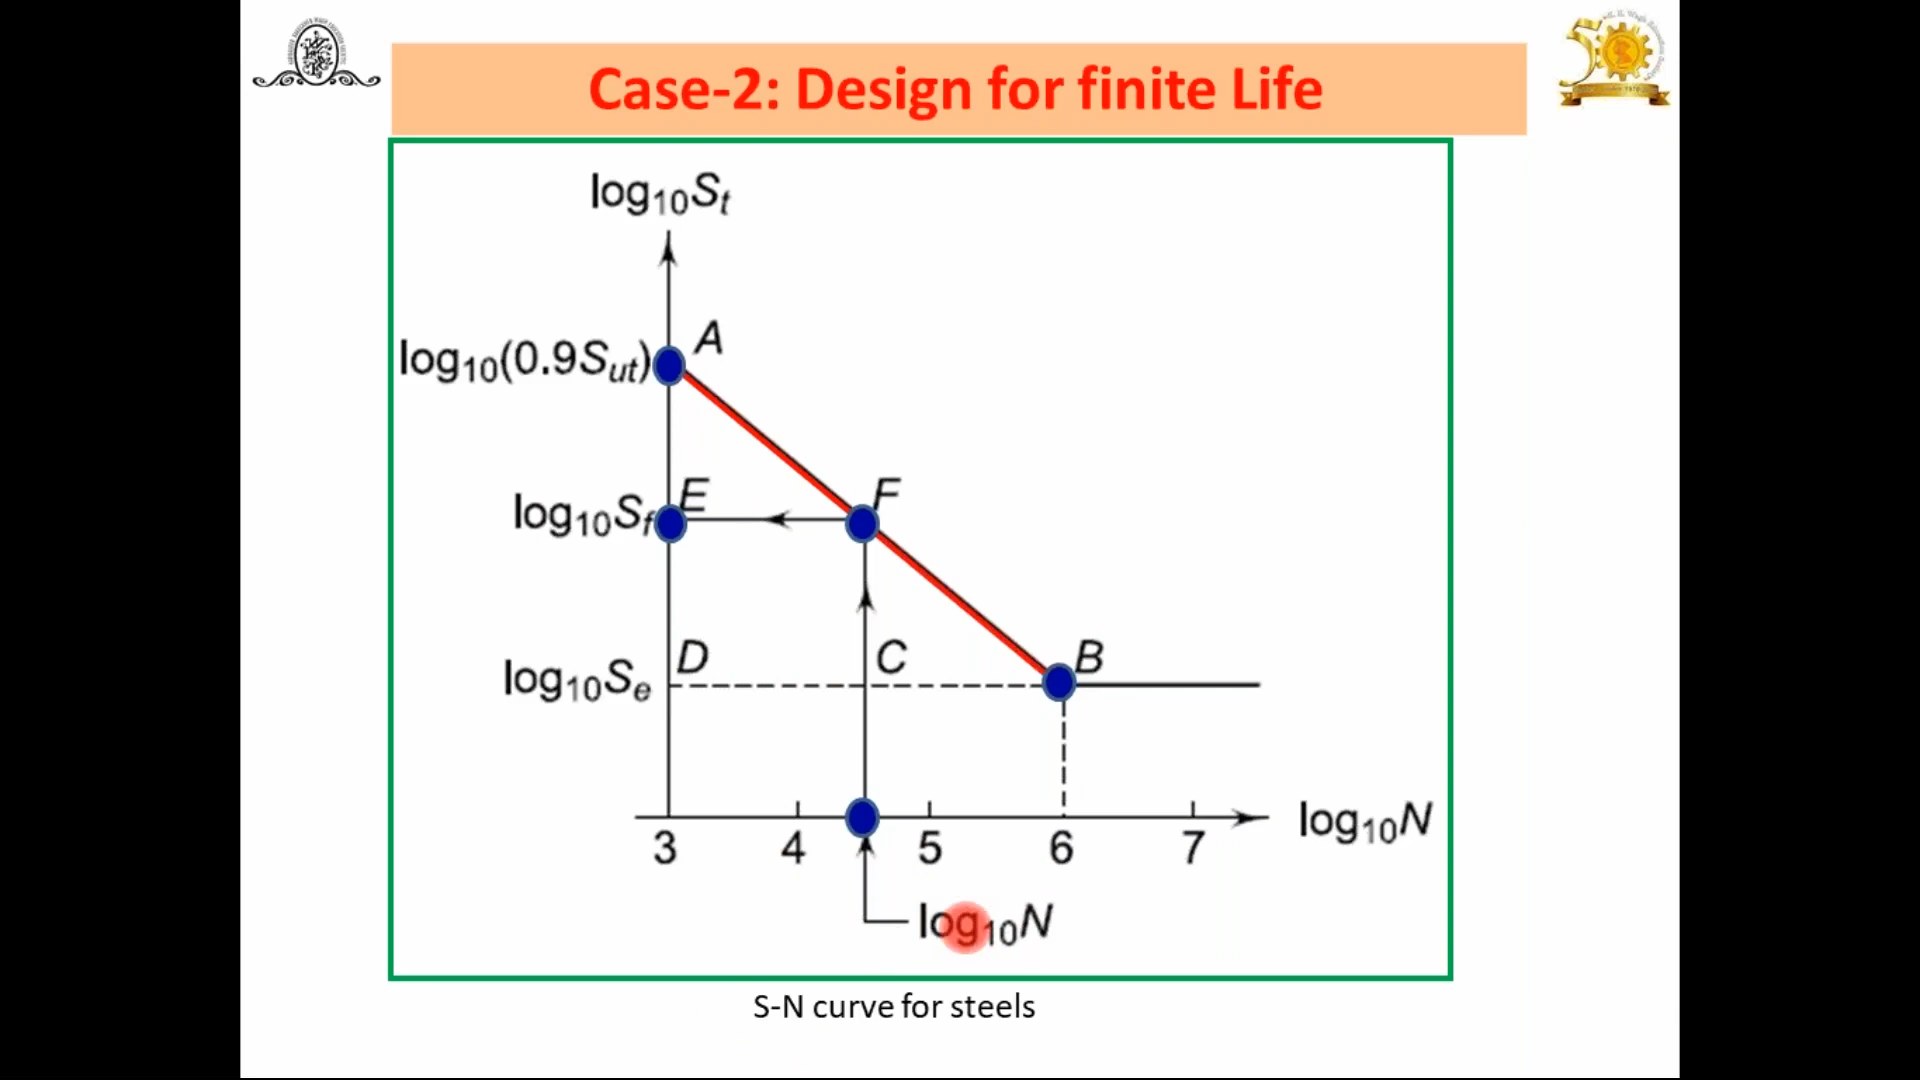 Case-2: Design for finite Life
log₁₀Sₜ
log₁₀(0.9Sᵤₜ) A
log₁₀S_f E F
log₁₀Sₑ D C B
3 4 5 6 7 log₁₀N
log₁₀N
S-N curve for steels